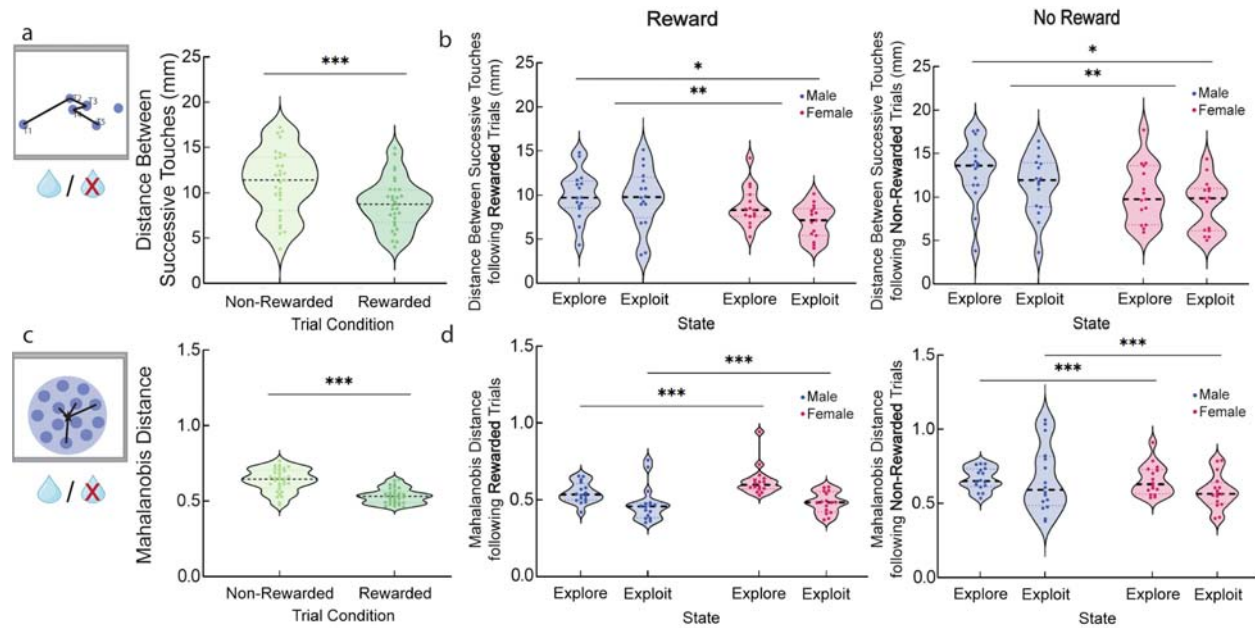 Reward
No Reward
a
T1
T2
T3
T5
Distance Between
Successive Touches (mm)
25
20
15
10
5
0
***
Non-Rewarded
Rewarded
Trial Condition
b
Distance Between Successive Touches
following Rewarded Trials (mm)
25
20
15
10
5
0
*
**
Male
Female
Explore
Exploit
Explore
Exploit
State
Distance Between Successive Touches
following Non-Rewarded Trials (mm)
25
20
15
10
5
0
*
**
Male
Female
Explore
Exploit
Explore
Exploit
State
c
/
X
Mahalanobis Distance
1.5
1.0
0.5
0.0
***
Non-Rewarded
Rewarded
Trial Condition
d
Mahalanobis Distance
following Rewarded Trials
1.5
1.0
0.5
0.0
***
***
Male
Female
Explore
Exploit
Explore
Exploit
State
Mahalanobis Distance
following Non-Rewarded Trials
1.5
1.0
0.5
0.0
***
***
Male
Female
Explore
Exploit
Explore
Exploit
State